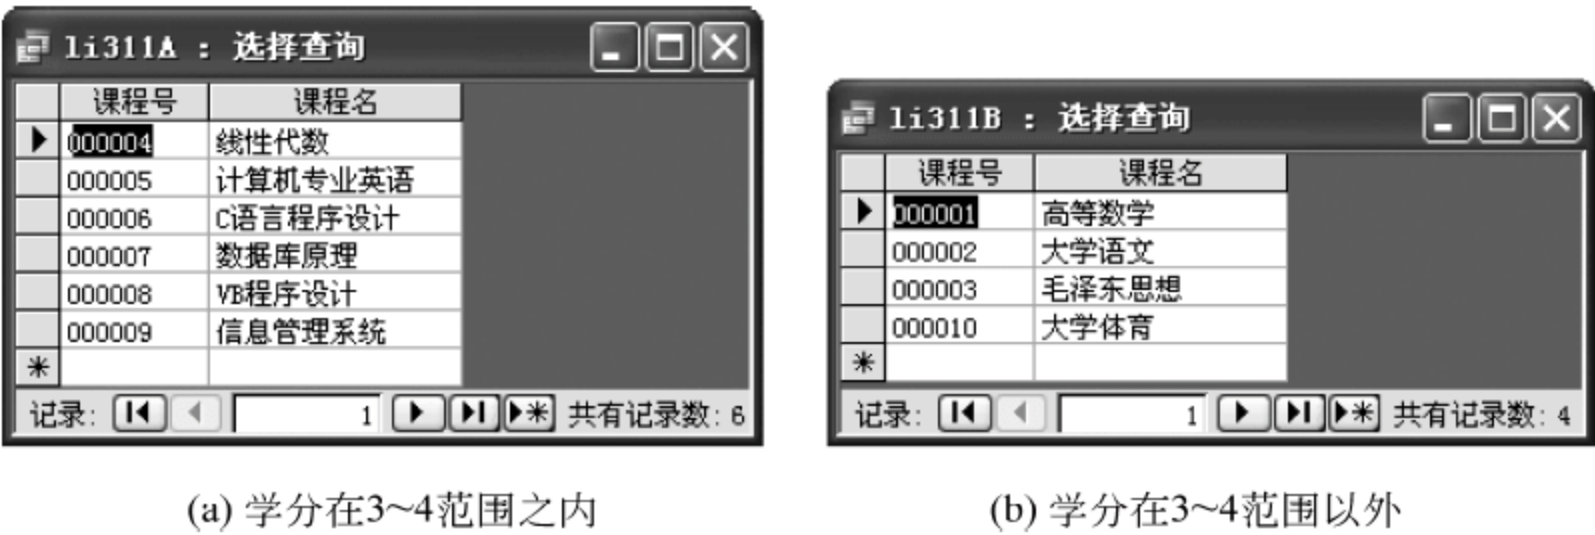 li311A : 选择查询
课程号 课程名
000004 线性代数
000005 计算机专业英语
000006 C语言程序设计
000007 数据库原理
000008 VB程序设计
000009 信息管理系统
记录: 1 共有记录数: 6
(a) 学分在3~4范围之内
li311B : 选择查询
课程号 课程名
000001 高等数学
000002 大学语文
000003 毛泽东思想
000010 大学体育
记录: 1 共有记录数: 4
(b) 学分在3~4范围以外